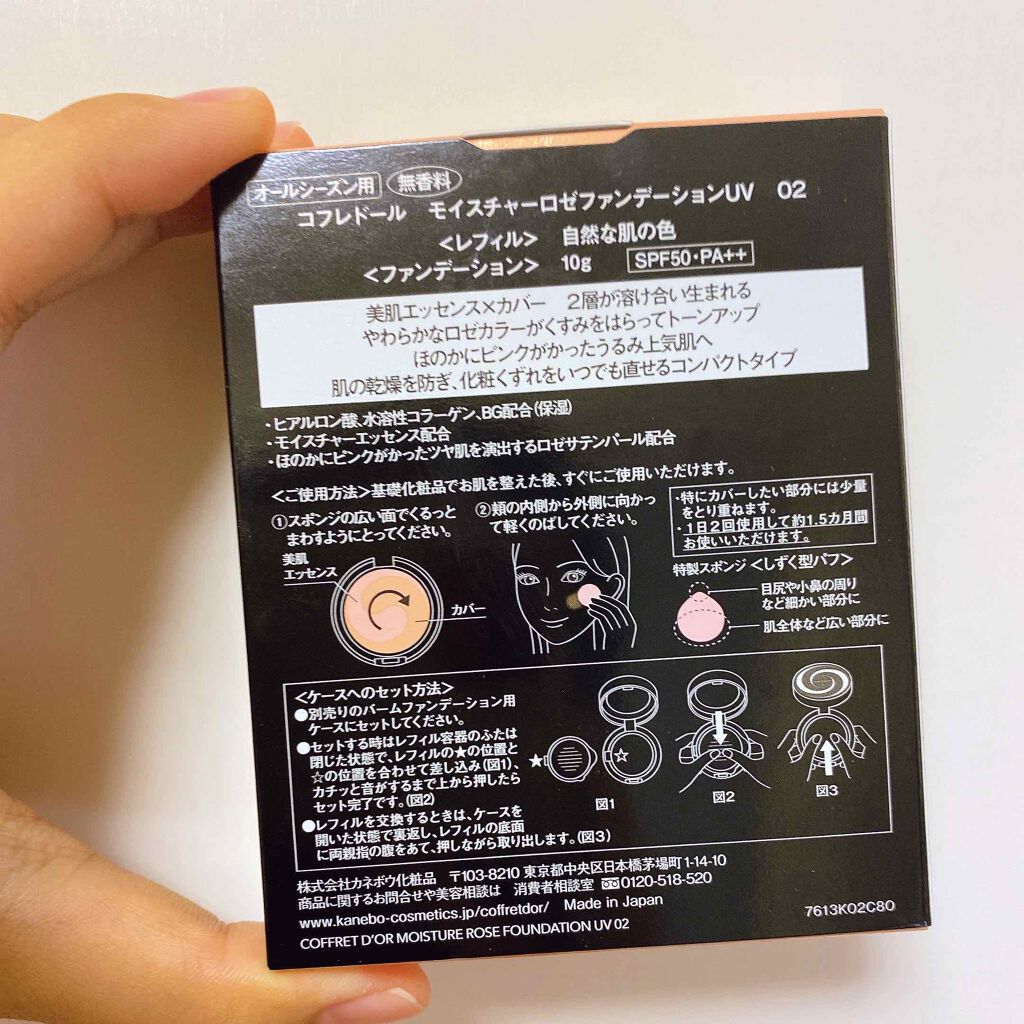 オールシーズン用 無香料
コフレドール モイスチャーロゼファンデーションUV 02
<レフィル> 自然な肌の色
<ファンデーション> 10g SPF50・PA++
美肌エッセンス×カバー 2層が溶け合い生まれる
やわらかなロゼカラーがくすみをはらってトーンアップ
ほのかにピンクがかったうるみ上気肌へ
肌の乾燥を防ぎ、化粧くずれをいつでも直せるコンパクトタイプ
・ヒアルロン酸、水溶性コラーゲン、BG配合(保湿)
・モイスチャーエッセンス配合
・ほのかにピンクがかったツヤ肌を演出するロゼサテンパール配合
<ご使用方法>基礎化粧品でお肌を整えた後、すぐにご使用いただけます。
①スポンジの広い面でくるっと
まわすようにとってください。
美肌
エッセンス
カバー
②頬の内側から外側に向かっ
て軽くのばしてください。
・特にカバーしたい部分には少量
をとり重ねます。
・1日2回使用して約1.5カ月間
お使いいただけます。
特製スポンジ <しずく型パフ>
目尻や小鼻の周り
など細かい部分に
肌全体など広い部分に
<ケースへのセット方法>
●別売りのバームファンデーション用
ケースにセットしてください。
●セットする時はレフィル容器のふたは
閉じた状態で、レフィルの★の位置と
☆の位置を合わせて差し込み(図1)、
カチッと音がするまで上から押したら
セット完了です。(図2)
●レフィルを交換するときは、ケースを
開いた状態で裏返し、レフィルの底面
に両親指の腹をあて、押しながら取り出します。(図3)
★ ☆
図1 図2 図3
株式会社カネボウ化粧品 〒103-8210 東京都中央区日本橋茅場町1-14-10
商品に関するお問合せや美容相談は 消費者相談室 0120-518-520
www.kanebo-cosmetics.jp/coffretdor/ Made in Japan
7613K02C80
COFFRET D'OR MOISTURE ROSE FOUNDATION UV 02